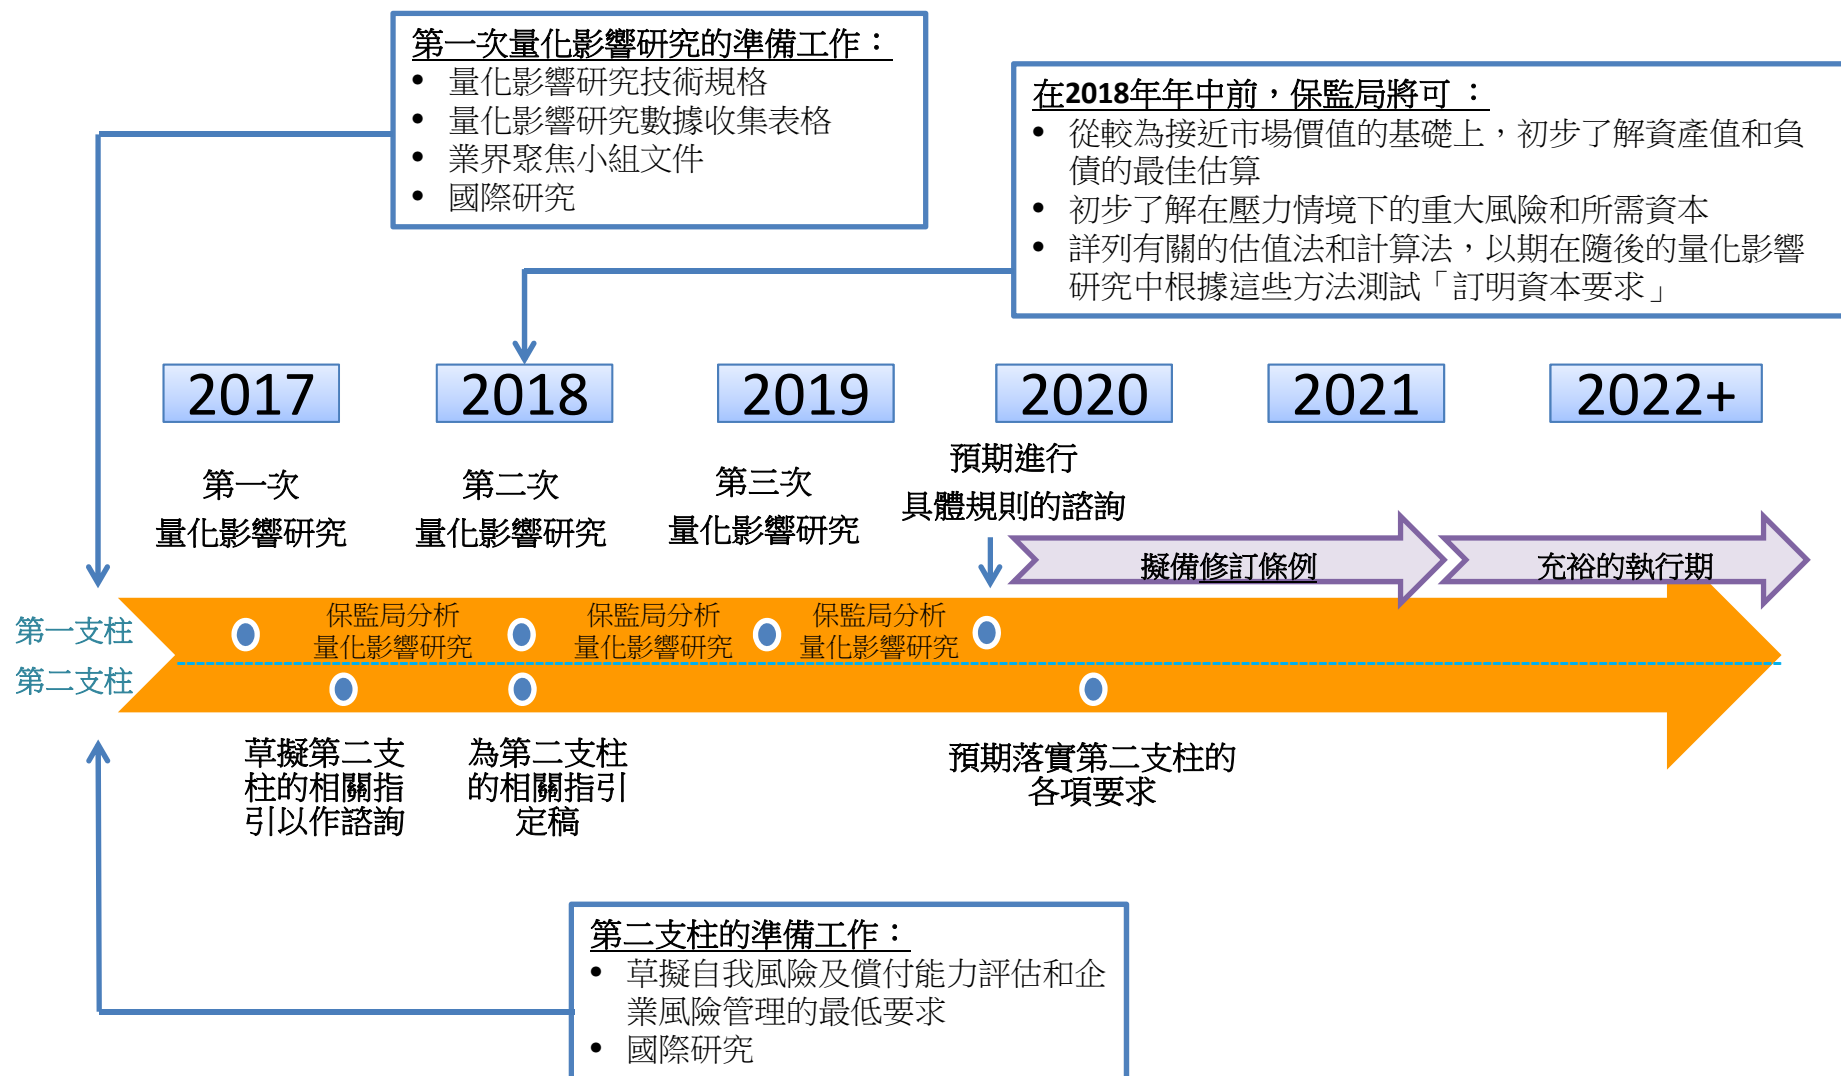 第一次量化影響研究的準備工作：
• 量化影響研究技術規格
• 量化影響研究數據收集表格
• 業界聚焦小組文件
• 國際研究
在2018年年中前，保監局將可：
• 從較為接近市場價值的基礎上，初步了解資產值和負
債的最佳估算
• 初步了解在壓力情境下的重大風險和所需資本
• 詳列有關的估值法和計算法，以期在隨後的量化影響
研究中根據這些方法測試「訂明資本要求」
2017
2018
2019
2020
2021
2022+
第一次
量化影響研究
第二次
量化影響研究
第三次
量化影響研究
預期進行
具體規則的諮詢
擬備修訂條例
充裕的執行期
第一支柱
第二支柱
保監局分析
量化影響研究
保監局分析
量化影響研究
保監局分析
量化影響研究
草擬第二支
柱的相關指
引以作諮詢
為第二支柱
的相關指引
定稿
預期落實第二支柱的
各項要求
第二支柱的準備工作：
• 草擬自我風險及償付能力評估和企
業風險管理的最低要求
• 國際研究